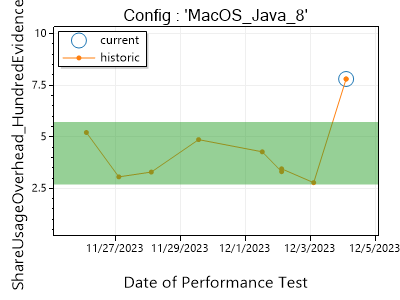 Config : 'MacOS_Java_8'
current
historic
ShareUsageOverhead_HundredEvidence
10
7.5
5
2.5
11/27/2023
11/29/2023
12/1/2023
12/3/2023
12/5/2023
Date of Performance Test